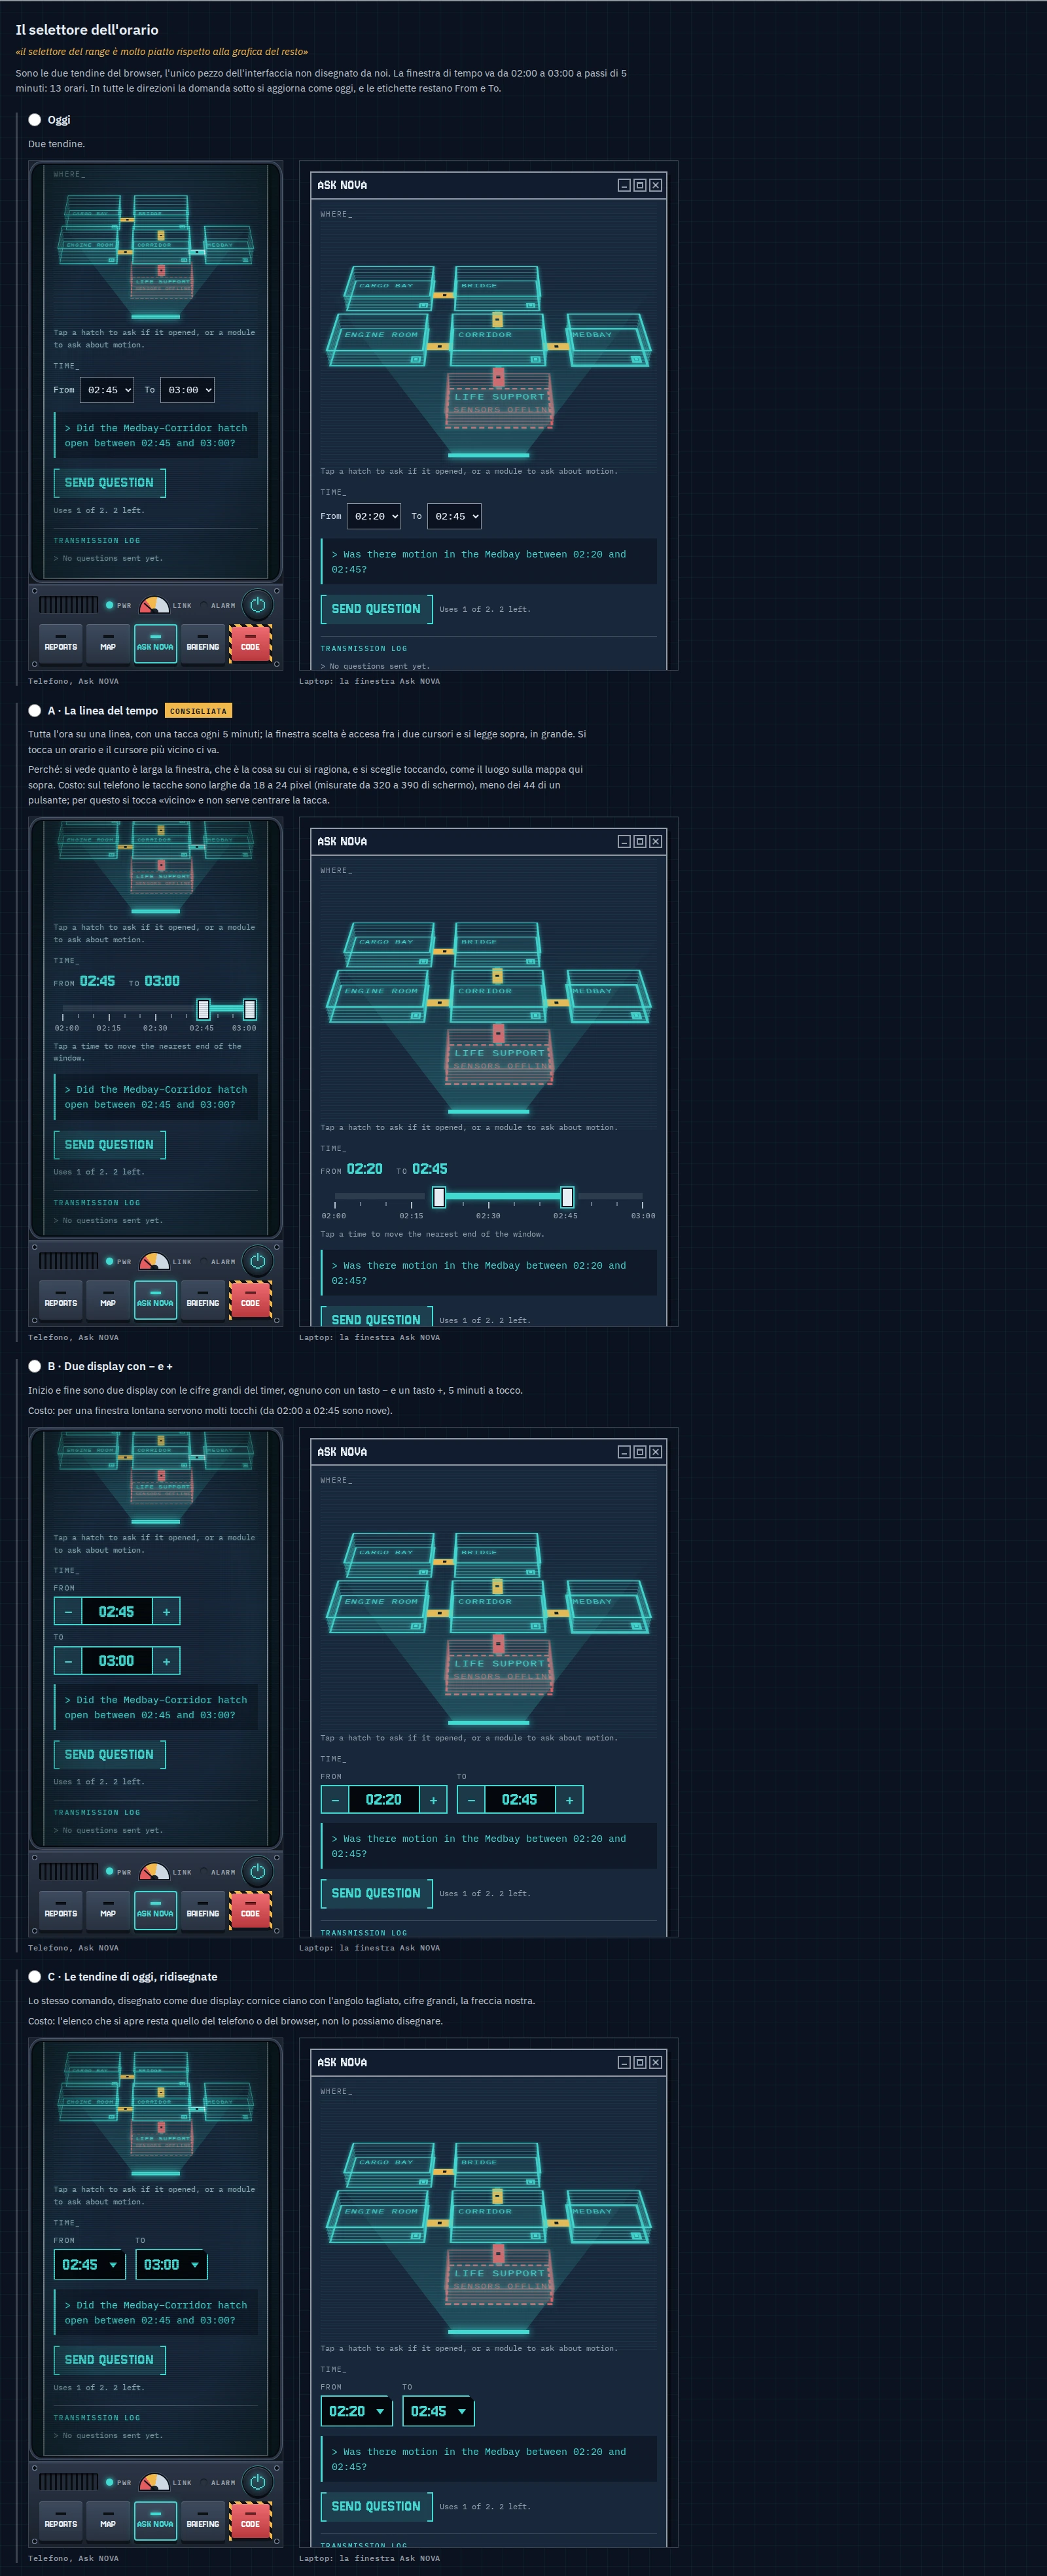 Il selettore dell'orario
«il selettore del range è molto piatto rispetto alla grafica del resto»
Sono le due tendine del browser, l'unico pezzo dell'interfaccia non disegnato da noi. La finestra di tempo va da 02:00 a 03:00 a passi di 5
minuti: 13 orari. In tutte le direzioni la domanda sotto si aggiorna come oggi, e le etichette restano From e To.
Oggi
Due tendine.
WHERE_
CARGO BAY BRIDGE
ENGINE ROOM CORRIDOR MEDBAY
LIFE SUPPORT
SENSORS OFFLINE
Tap a hatch to ask if it opened, or a module
to ask about motion.
TIME_
From 02:45 To 03:00
> Did the Medbay–Corridor hatch
open between 02:45 and 03:00?
SEND QUESTION
Uses 1 of 2. 2 left.
TRANSMISSION LOG
> No questions sent yet.
PWR LINK ALARM
REPORTS MAP ASK NOVA BRIEFING CODE
Telefono, Ask NOVA
ASK NOVA
WHERE_
CARGO BAY BRIDGE
ENGINE ROOM CORRIDOR MEDBAY
LIFE SUPPORT
SENSORS OFFLIN
Tap a hatch to ask if it opened, or a module to ask about motion.
TIME_
From 02:20 To 02:45
> Was there motion in the Medbay between 02:20 and
02:45?
SEND QUESTION Uses 1 of 2. 2 left.
TRANSMISSION LOG
> No questions sent yet.
Laptop: la finestra Ask NOVA
A · La linea del tempo CONSIGLIATA
Tutta l'ora su una linea, con una tacca ogni 5 minuti; la finestra scelta è accesa fra i due cursori e si legge sopra, in grande. Si
tocca un orario e il cursore più vicino ci va.
Perché: si vede quanto è larga la finestra, che è la cosa su cui si ragiona, e si sceglie toccando, come il luogo sulla mappa qui
sopra. Costo: sul telefono le tacche sono larghe da 18 a 24 pixel (misurate da 320 a 390 di schermo), meno dei 44 di un
pulsante; per questo si tocca «vicino» e non serve centrare la tacca.
ENGINE ROOM CORRIDOR MEDBAY
LIFE SUPPORT
Tap a hatch to ask if it opened, or a module
to ask about motion.
TIME_
FROM 02:45 TO 03:00
02:00 02:15 02:30 02:45 03:00
Tap a time to move the nearest end of the
window.
> Did the Medbay–Corridor hatch
open between 02:45 and 03:00?
SEND QUESTION
Uses 1 of 2. 2 left.
TRANSMISSION LOG
> No questions sent yet.
PWR LINK ALARM
REPORTS MAP ASK NOVA BRIEFING CODE
Telefono, Ask NOVA
ASK NOVA
WHERE_
CARGO BAY BRIDGE
ENGINE ROOM CORRIDOR MEDBAY
LIFE SUPPORT
SENSORS OFFLIN
Tap a hatch to ask if it opened, or a module to ask about motion.
TIME_
FROM 02:20 TO 02:45
02:00 02:15 02:30 02:45 03:00
Tap a time to move the nearest end of the window.
> Was there motion in the Medbay between 02:20 and
02:45?
SEND QUESTION Uses 1 of 2. 2 left.
Laptop: la finestra Ask NOVA
B · Due display con − e +
Inizio e fine sono due display con le cifre grandi del timer, ognuno con un tasto − e un tasto +, 5 minuti a tocco.
Costo: per una finestra lontana servono molti tocchi (da 02:00 a 02:45 sono nove).
ENGINE ROOM CORRIDOR MEDBAY
LIFE SUPPORT
Tap a hatch to ask if it opened, or a module
to ask about motion.
TIME_
FROM
− 02:45 +
TO
− 03:00 +
> Did the Medbay–Corridor hatch
open between 02:45 and 03:00?
SEND QUESTION
Uses 1 of 2. 2 left.
TRANSMISSION LOG
> No questions sent yet.
PWR LINK ALARM
REPORTS MAP ASK NOVA BRIEFING CODE
Telefono, Ask NOVA
ASK NOVA
WHERE_
CARGO BAY BRIDGE
ENGINE ROOM CORRIDOR MEDBAY
LIFE SUPPORT
SENSORS OFFLIN
Tap a hatch to ask if it opened, or a module to ask about motion.
TIME_
FROM TO
− 02:20 + − 02:45 +
> Was there motion in the Medbay between 02:20 and
02:45?
SEND QUESTION Uses 1 of 2. 2 left.
TRANSMISSION LOG
Laptop: la finestra Ask NOVA
C · Le tendine di oggi, ridisegnate
Lo stesso comando, disegnato come due display: cornice ciano con l'angolo tagliato, cifre grandi, la freccia nostra.
Costo: l'elenco che si apre resta quello del telefono o del browser, non lo possiamo disegnare.
ENGINE ROOM CORRIDOR MEDBAY
LIFE SUPPORT
Tap a hatch to ask if it opened, or a module
to ask about motion.
TIME_
FROM TO
02:45 03:00
> Did the Medbay–Corridor hatch
open between 02:45 and 03:00?
SEND QUESTION
Uses 1 of 2. 2 left.
TRANSMISSION LOG
> No questions sent yet.
PWR LINK ALARM
REPORTS MAP ASK NOVA BRIEFING CODE
Telefono, Ask NOVA
ASK NOVA
WHERE_
CARGO BAY BRIDGE
ENGINE ROOM CORRIDOR MEDBAY
LIFE SUPPORT
SENSORS OFFLIN
Tap a hatch to ask if it opened, or a module to ask about motion.
TIME_
FROM TO
02:20 02:45
> Was there motion in the Medbay between 02:20 and
02:45?
SEND QUESTION Uses 1 of 2. 2 left.
TRANSMISSION LOG
Laptop: la finestra Ask NOVA